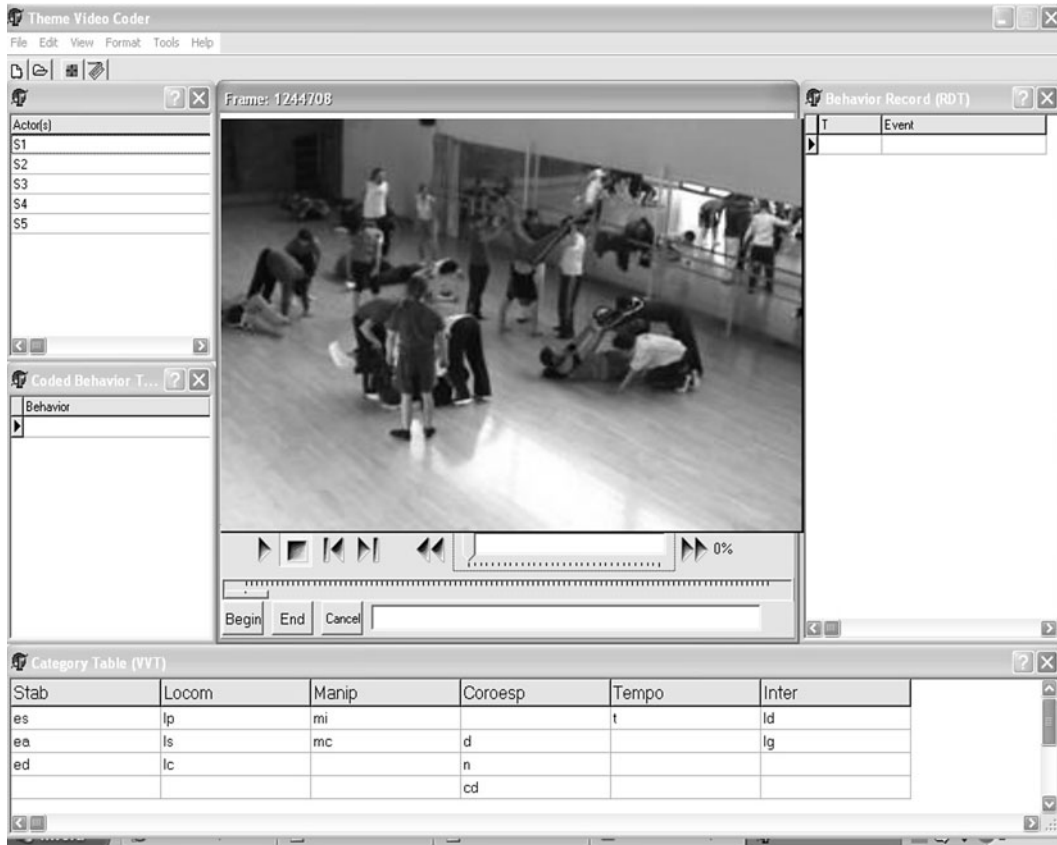 Theme Video Coder
File Edit View Format Tools Help
Actor(s)
S1
S2
S3
S4
S5
Coded Behavior T...
Behavior
Frame: 1244708
0%
Begin End Cancel
Behavior Record (RDT)
T Event
Category Table (VVT)
Stab Locom Manip Coroesp Tempo Inter
es lp mi t ld
ea ls mc d lg
ed lc n
cd